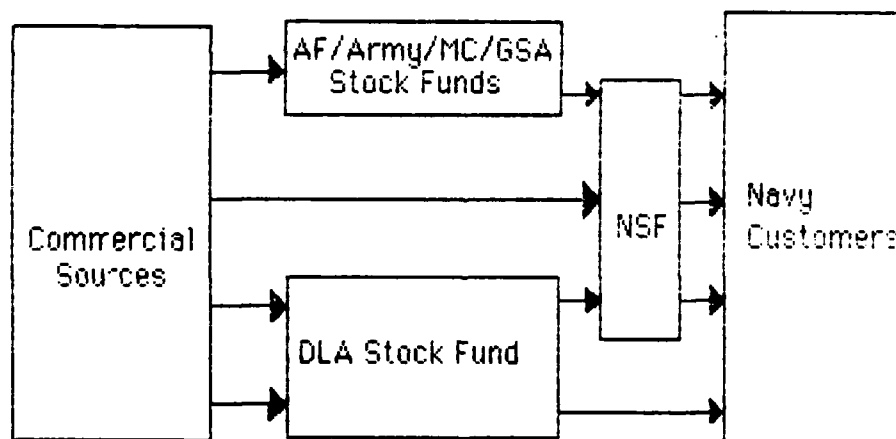 AF/Army/MC/GSA
Stock Funds
Commercial
Sources
NSF
Navy
Customers
DLA Stock Fund